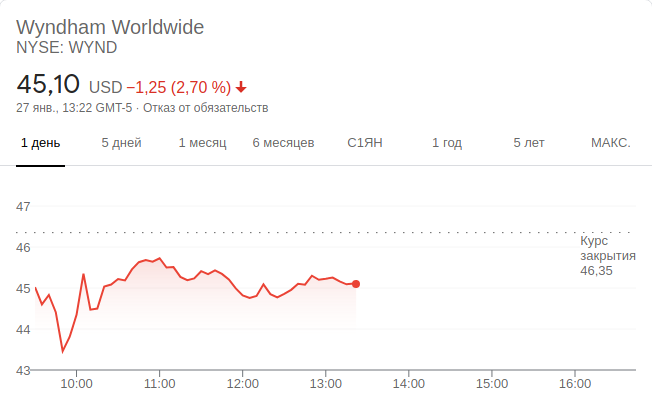 Wyndham Worldwide
NYSE: WYND
45,10 USD −1,25 (2,70 %)
27 янв., 13:22 GMT-5 · Отказ от обязательств
1 день 5 дней 1 месяц 6 месяцев С1ЯН 1 год 5 лет МАКС.
47
46
45
44
43
Курс
закрытия
46,35
10:00 11:00 12:00 13:00 14:00 15:00 16:00